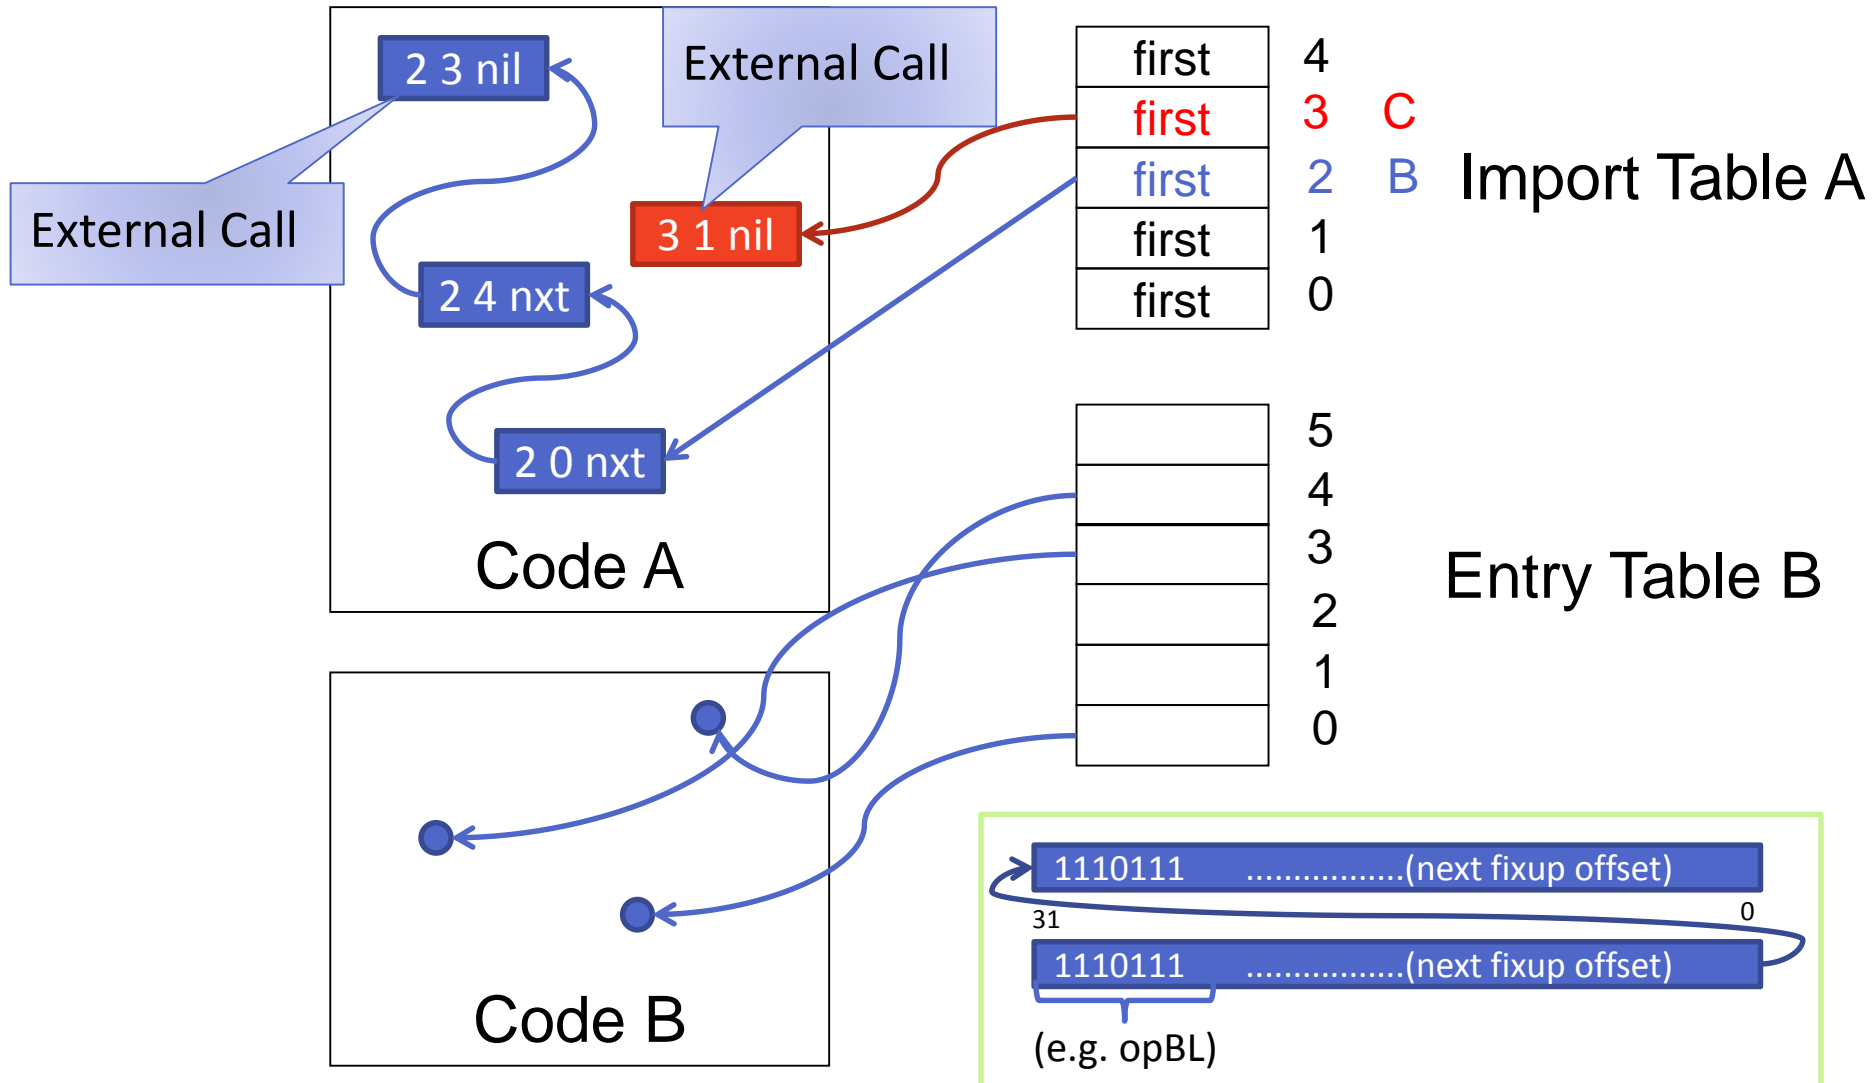 2 3 nil
External Call
External Call
3 1 nil
2 4 nxt
2 0 nxt
Code A
first 4
first 3 C
first 2 B
first 1
first 0
Import Table A
5
4
3
2
1
0
Entry Table B
Code B
1110111 .................(next fixup offset)
31 0
1110111 .................(next fixup offset)
(e.g. opBL)